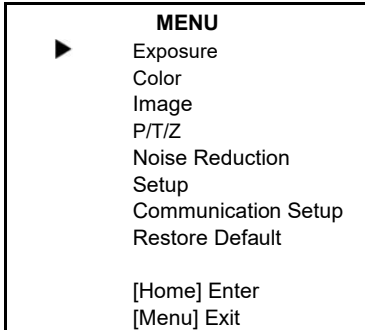 MENU
Exposure
Color
Image
P/T/Z
Noise Reduction
Setup
Communication Setup
Restore Default
[Home] Enter
[Menu] Exit